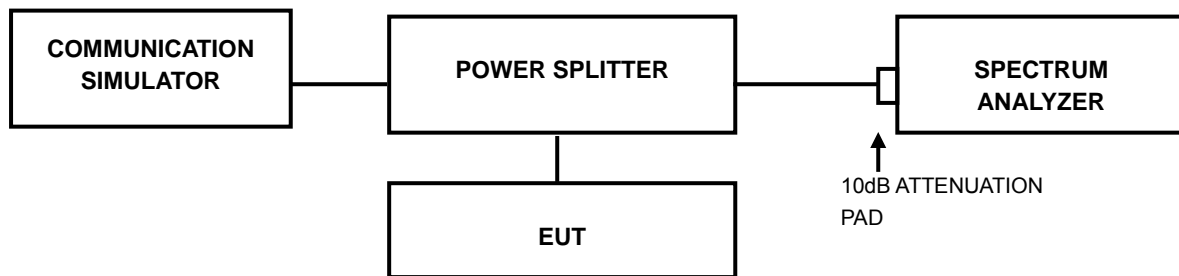 COMMUNICATION
SIMULATOR
POWER SPLITTER
SPECTRUM
ANALYZER
10dB ATTENUATION
PAD
EUT